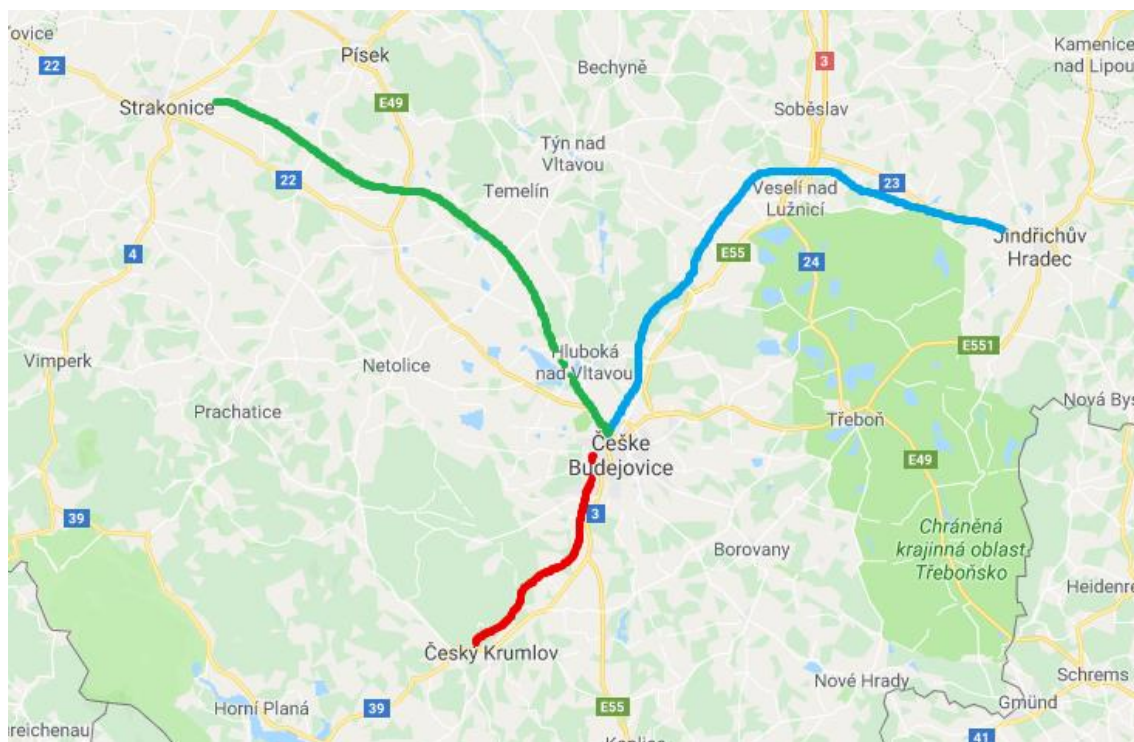 ovice
22
Písek
Bechyně
3
Kamenice
nad Lipou
Strakonice
E49
Soběslav
Týn nad
Vltavou
22
Temelín
23
Veselí nad
Lužnicí
Jindřichův
Hradec
4
E55
24
Vimperk
Netolice
Hluboká
nad Vltavou
E551
Prachatice
Třeboň
Nová Bys
Češke
Budejovice
E49
39
3
Borovany
Chráněná
krajinná oblast
Třeboňsko
Heidenre
Český Krumlov
Nové Hrady
Schrems
Horní Planá
39
E55
Gmünd
ureichenau
41